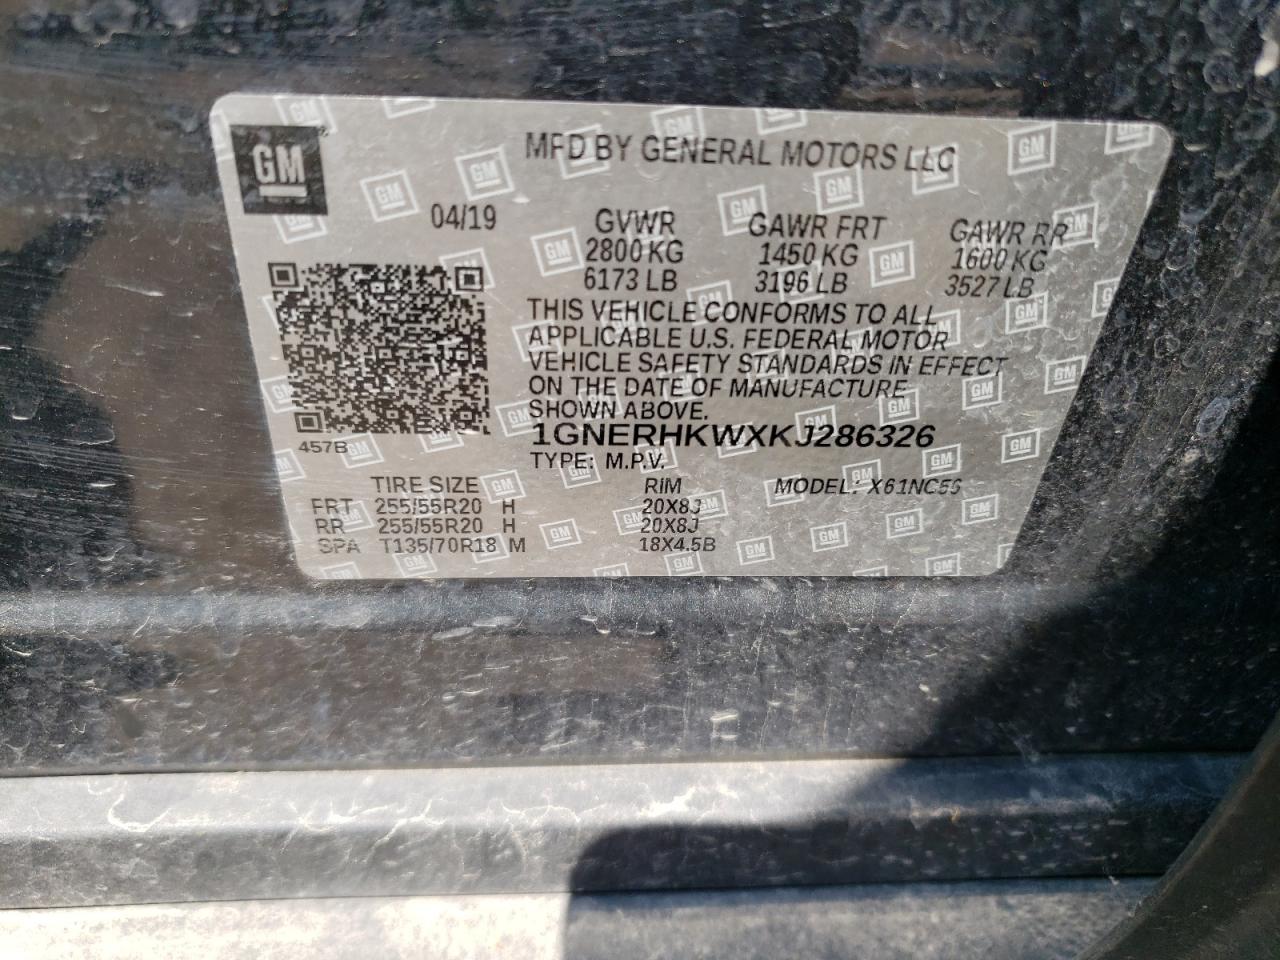 GM
MFD BY GENERAL MOTORS LLC
04/19 GVWR GAWR FRT GAWR RR
2800 KG 1450 KG 1600 KG
6173 LB 3196 LB 3527 LB
THIS VEHICLE CONFORMS TO ALL
APPLICABLE U.S. FEDERAL MOTOR
VEHICLE SAFETY STANDARDS IN EFFECT
ON THE DATE OF MANUFACTURE
SHOWN ABOVE.
1GNERHKWXKJ286326
457B
TYPE: M.P.V.
TIRE SIZE RIM MODEL: X61NC56
FRT 255/55R20 H 20X8J
RR 255/55R20 H 20X8J
SPA T135/70R18 M 18X4.5B